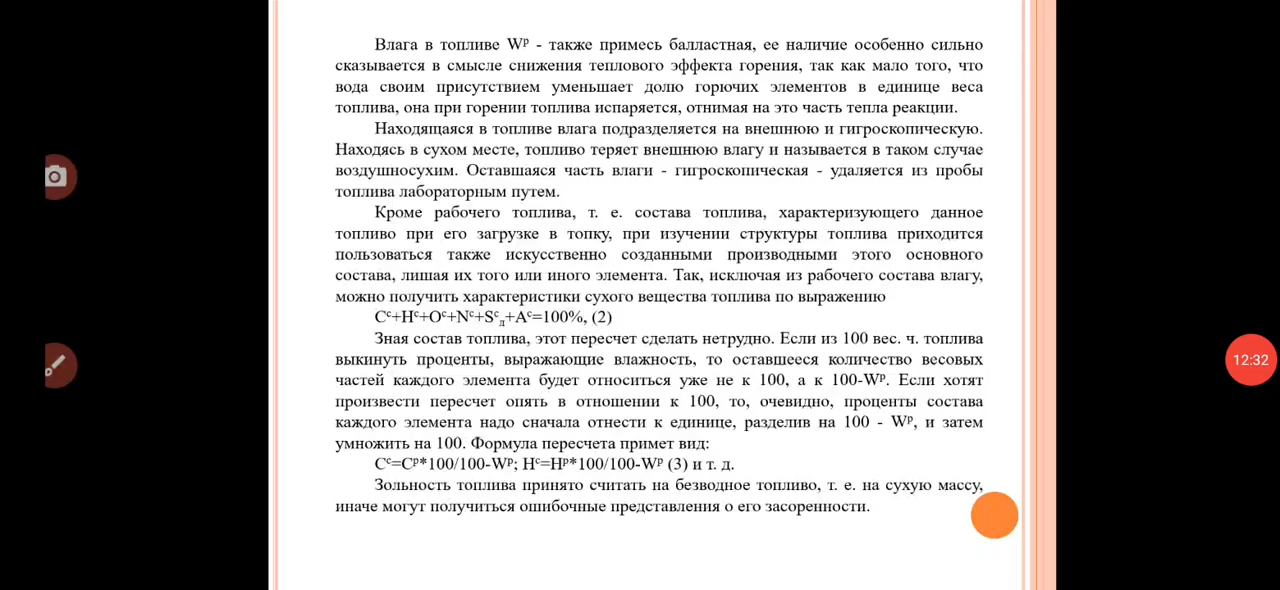 Влага в топливе Wᵖ - также примесь балластная, ее наличие особенно сильно
сказывается в смысле снижения теплового эффекта горения, так как мало того, что
вода своим присутствием уменьшает долю горючих элементов в единице веса
топлива, она при горении топлива испаряется, отнимая на это часть тепла реакции.
Находящаяся в топливе влага подразделяется на внешнюю и гигроскопическую.
Находясь в сухом месте, топливо теряет внешнюю влагу и называется в таком случае
воздушносухим. Оставшаяся часть влаги - гигроскопическая - удаляется из пробы
топлива лабораторным путем.
Кроме рабочего топлива, т. е. состава топлива, характеризующего данное
топливо при его загрузке в топку, при изучении структуры топлива приходится
пользоваться также искусственно созданными производными этого основного
состава, лишая их того или иного элемента. Так, исключая из рабочего состава влагу,
можно получить характеристики сухого вещества топлива по выражению
Cᶜ+Hᶜ+Oᶜ+Nᶜ+Sᶜд+Aᶜ=100%, (2)
Зная состав топлива, этот пересчет сделать нетрудно. Если из 100 вес. ч. топлива
выкинуть проценты, выражающие влажность, то оставшееся количество весовых
частей каждого элемента будет относиться уже не к 100, а к 100-Wᵖ. Если хотят
произвести пересчет опять в отношении к 100, то, очевидно, проценты состава
каждого элемента надо сначала отнести к единице, разделив на 100 - Wᵖ, и затем
умножить на 100. Формула пересчета примет вид:
Cᶜ=Cᵖ*100/100-Wᵖ; Hᶜ=Hᵖ*100/100-Wᵖ (3) и т. д.
Зольность топлива принято считать на безводное топливо, т. е. на сухую массу,
иначе могут получиться ошибочные представления о его засоренности.
12:32